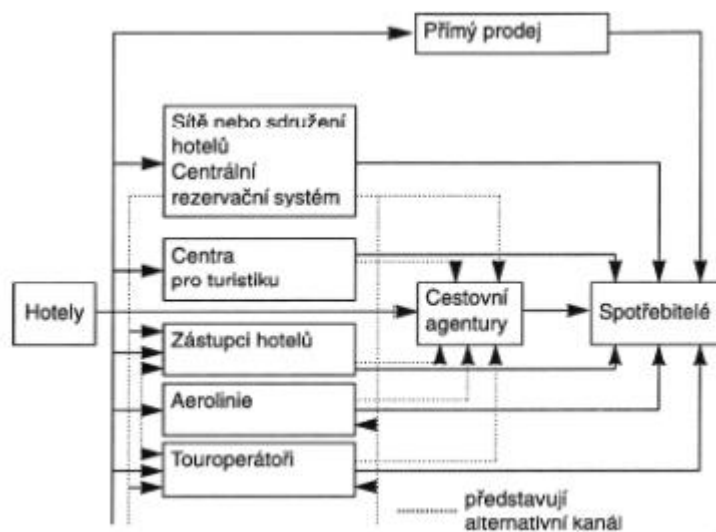 Přímý prodej
Sítě nebo sdružení
hotelů
Centrální
rezervační systém
Centra
pro turistiku
Hotely
Cestovní
agentury
Spotřebitelé
Zástupci hotelů
Aerolinie
Touroperátoři
představují
alternativní kanál